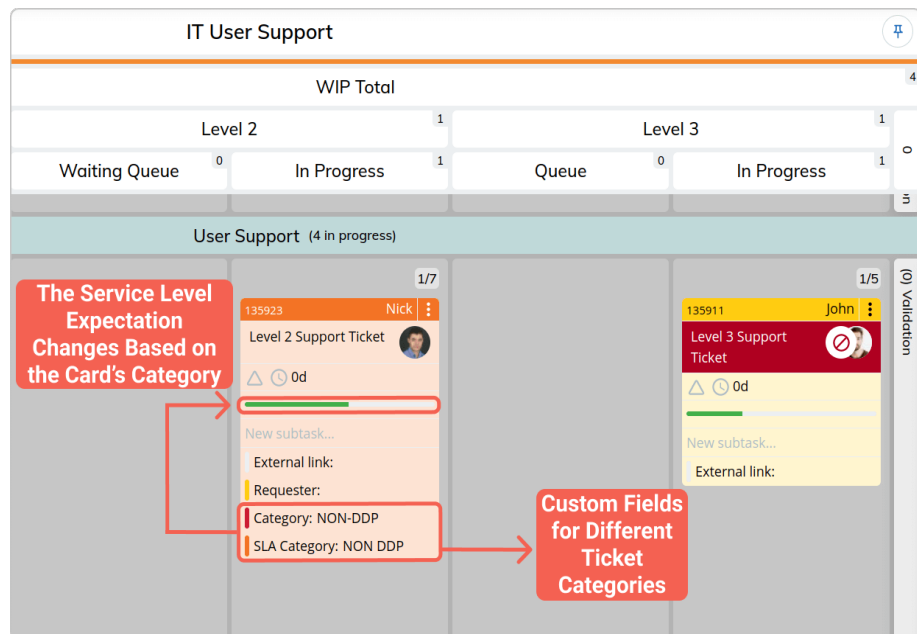 IT User Support
WIP Total
4
Level 2
1
Level 3
1
0
Waiting Queue
0
In Progress
1
Queue
0
In Progress
1
User Support (4 in progress)
1/7
1/5
(0) Validation
The Service Level
Expectation
Changes Based on
the Card's Category
135923
Nick
Level 2 Support Ticket
0d
New subtask...
External link:
Requester:
Category: NON-DDP
SLA Category: NON DDP
135911
John
Level 3 Support
Ticket
0d
New subtask...
External link:
Custom Fields
for Different
Ticket
Categories